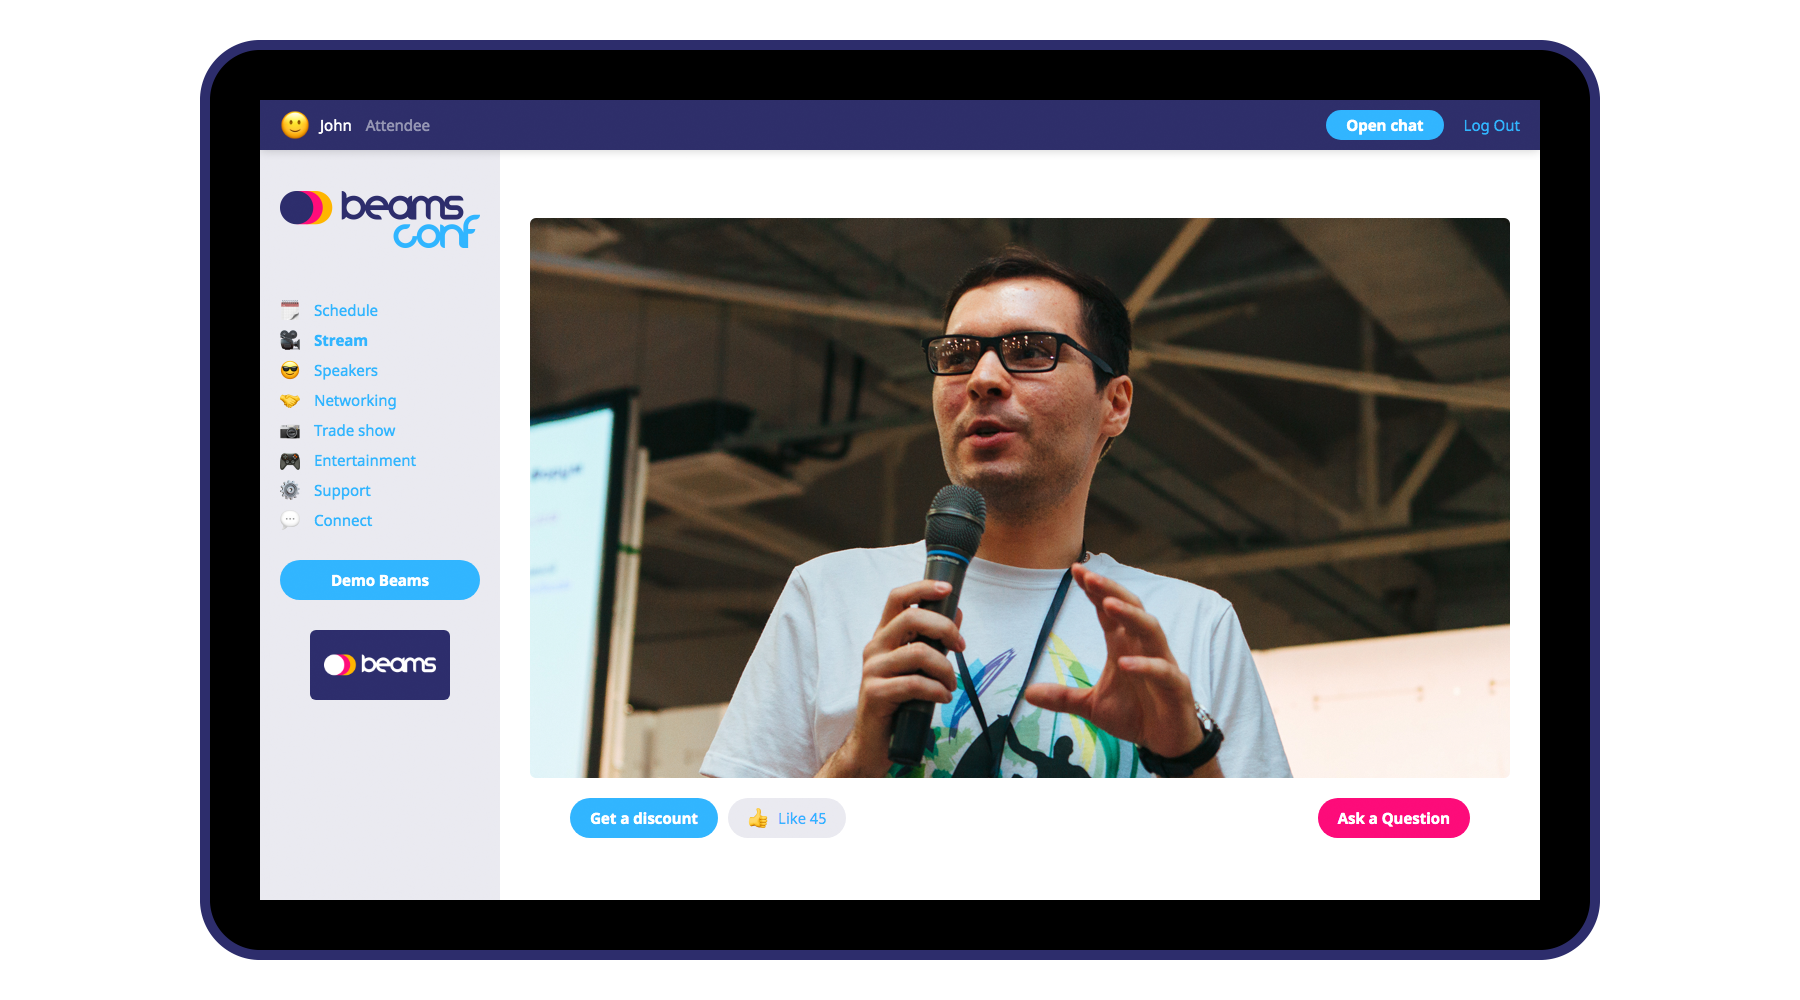 John Attendee
Open chat
Log Out
beams
conf
Schedule
Stream
Speakers
Networking
Trade show
Entertainment
Support
Connect
Demo Beams
beams
Get a discount
Like 45
Ask a Question